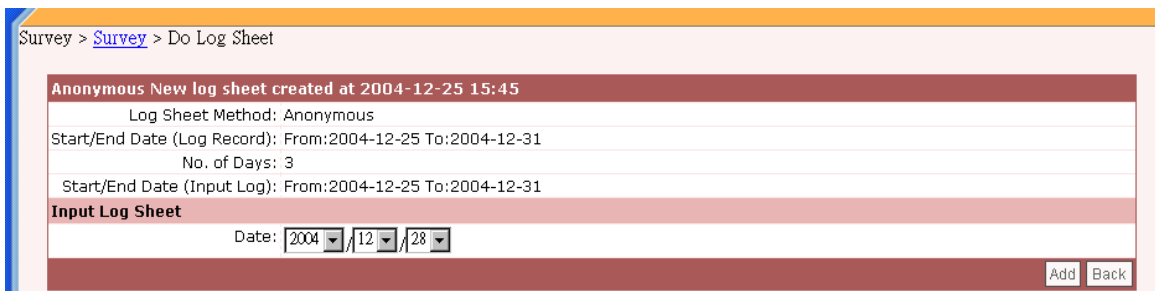 Survey > Survey > Do Log Sheet
Anonymous New log sheet created at 2004-12-25 15:45
Log Sheet Method: Anonymous
Start/End Date (Log Record): From:2004-12-25 To:2004-12-31
No. of Days: 3
Start/End Date (Input Log): From:2004-12-25 To:2004-12-31
Input Log Sheet
Date: 2004 / 12 / 28
Add Back